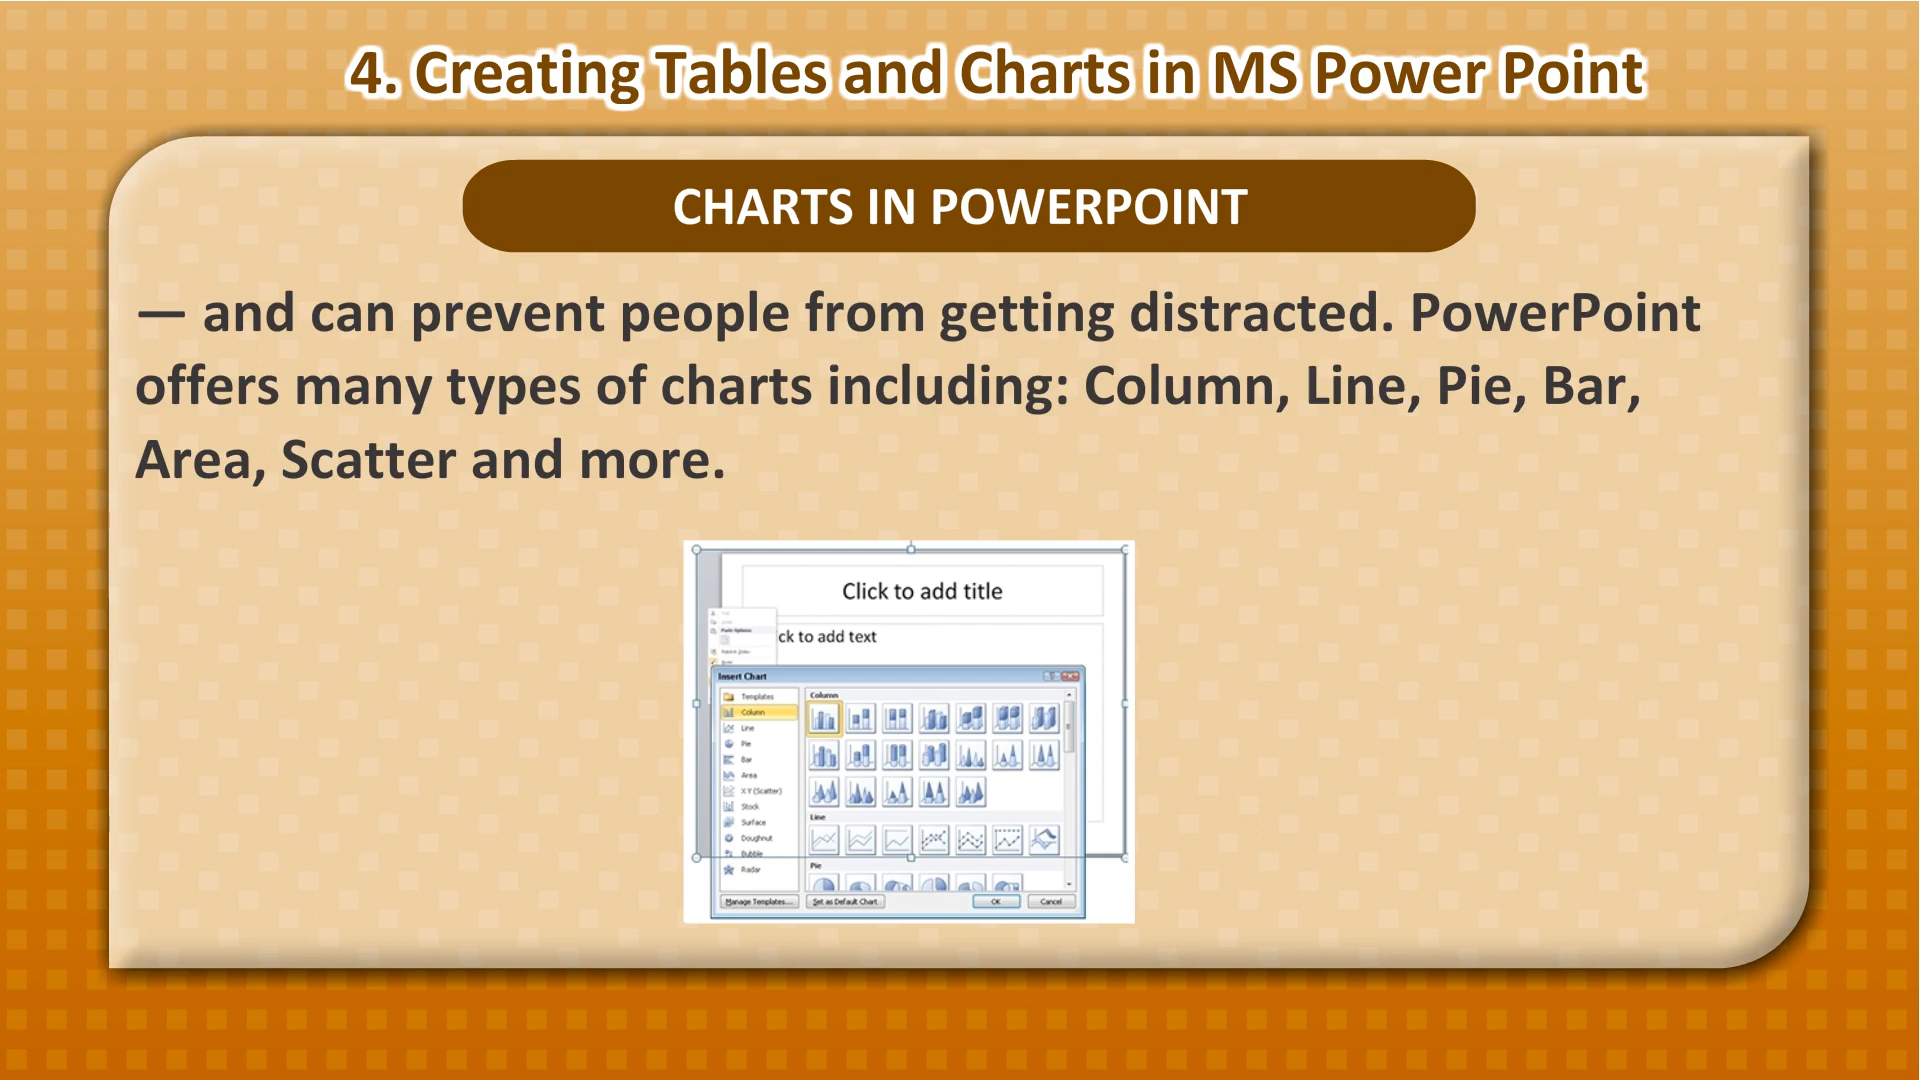 4. Creating Tables and Charts in MS Power Point
CHARTS IN POWERPOINT
— and can prevent people from getting distracted. PowerPoint
offers many types of charts including: Column, Line, Pie, Bar,
Area, Scatter and more.
Click to add title
ck to add text
Insert Chart
Templates
Column
Line
Pie
Bar
Area
X Y (Scatter)
Stock
Surface
Doughnut
Bubble
Radar
Column
Line
Pie
Manage Templates...
Set as Default Chart
OK
Cancel